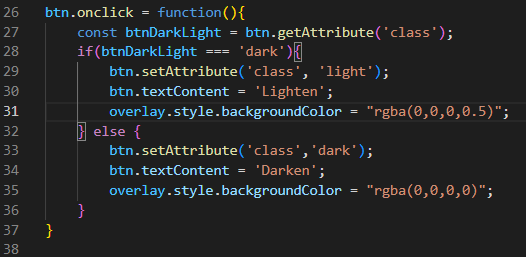 26 btn.onclick = function(){
27     const btnDarkLight = btn.getAttribute('class');
28     if(btnDarkLight === 'dark'){
29         btn.setAttribute('class', 'light');
30         btn.textContent = 'Lighten';
31         overlay.style.backgroundColor = "rgba(0,0,0,0.5)";
32     } else {
33         btn.setAttribute('class','dark');
34         btn.textContent = 'Darken';
35         overlay.style.backgroundColor = "rgba(0,0,0,0)";
36     }
37 }
38